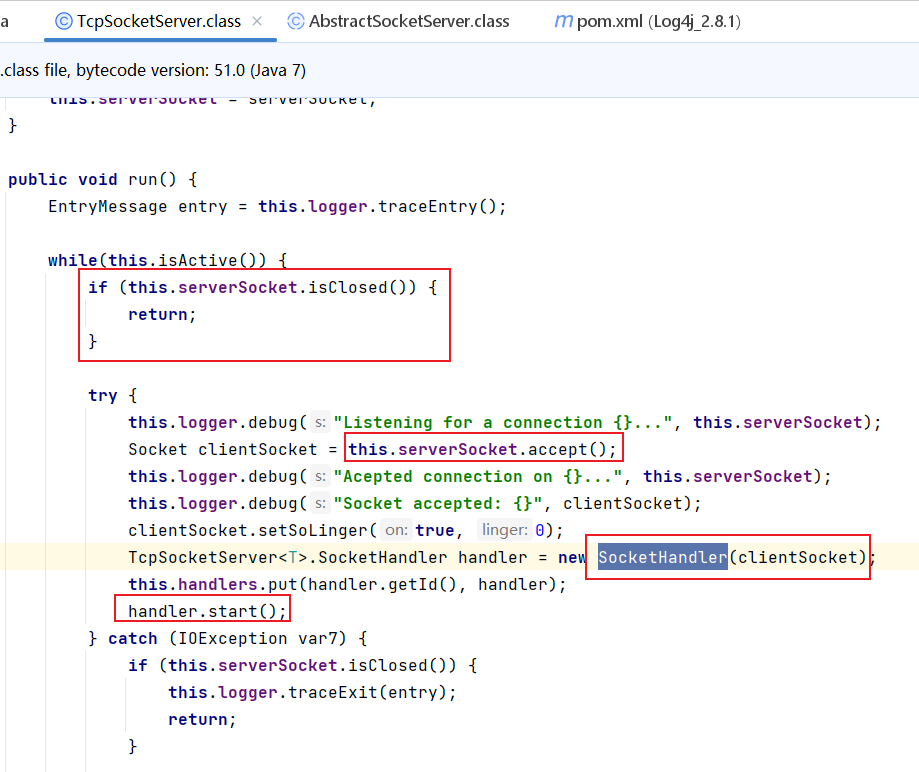 a TcpSocketServer.class × AbstractSocketServer.class m pom.xml (Log4j_2.8.1)
.class file, bytecode version: 51.0 (Java 7)
this.serverSocket = serverSocket;
}
public void run() {
EntryMessage entry = this.logger.traceEntry();
while(this.isActive()) {
if (this.serverSocket.isClosed()) {
return;
}
try {
this.logger.debug( s: "Listening for a connection {}...", this.serverSocket);
Socket clientSocket = this.serverSocket.accept();
this.logger.debug( s: "Acepted connection on {}...", this.serverSocket);
this.logger.debug( s: "Socket accepted: {}", clientSocket);
clientSocket.setSoLinger( on: true, linger: 0);
TcpSocketServer<T>.SocketHandler handler = new SocketHandler(clientSocket);
this.handlers.put(handler.getId(), handler);
handler.start();
} catch (IOException var7) {
if (this.serverSocket.isClosed()) {
this.logger.traceExit(entry);
return;
}